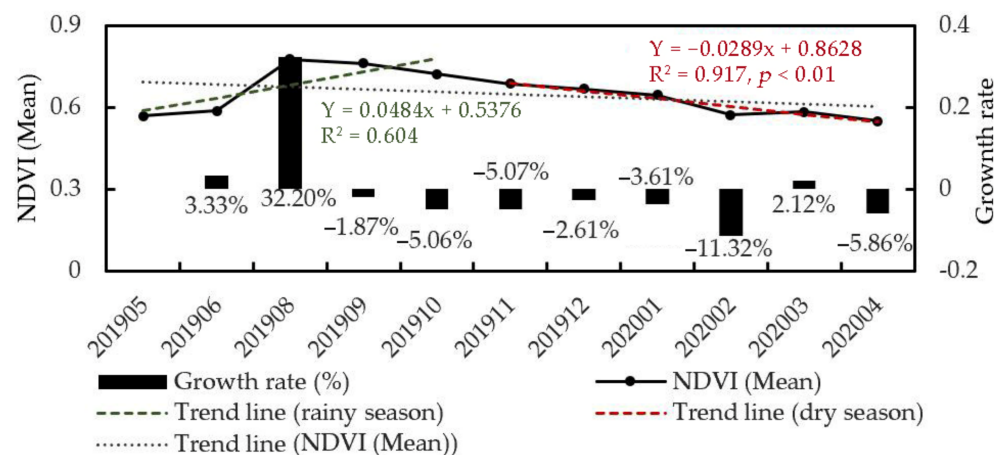 0.9
0.6
0.3
0
NDVI (Mean)
0.4
0.2
0
-0.2
Growth rate
Y = −0.0289x + 0.8628
R² = 0.917, p < 0.01
Y = 0.0484x + 0.5376
R² = 0.604
3.33%
32.20%
−1.87%
−5.06%
−5.07%
−2.61%
−3.61%
−11.32%
2.12%
−5.86%
201905
201906
201908
201909
201910
201911
201912
202001
202002
202003
202004
Growth rate (%)
NDVI (Mean)
Trend line (rainy season)
Trend line (dry season)
Trend line (NDVI (Mean))